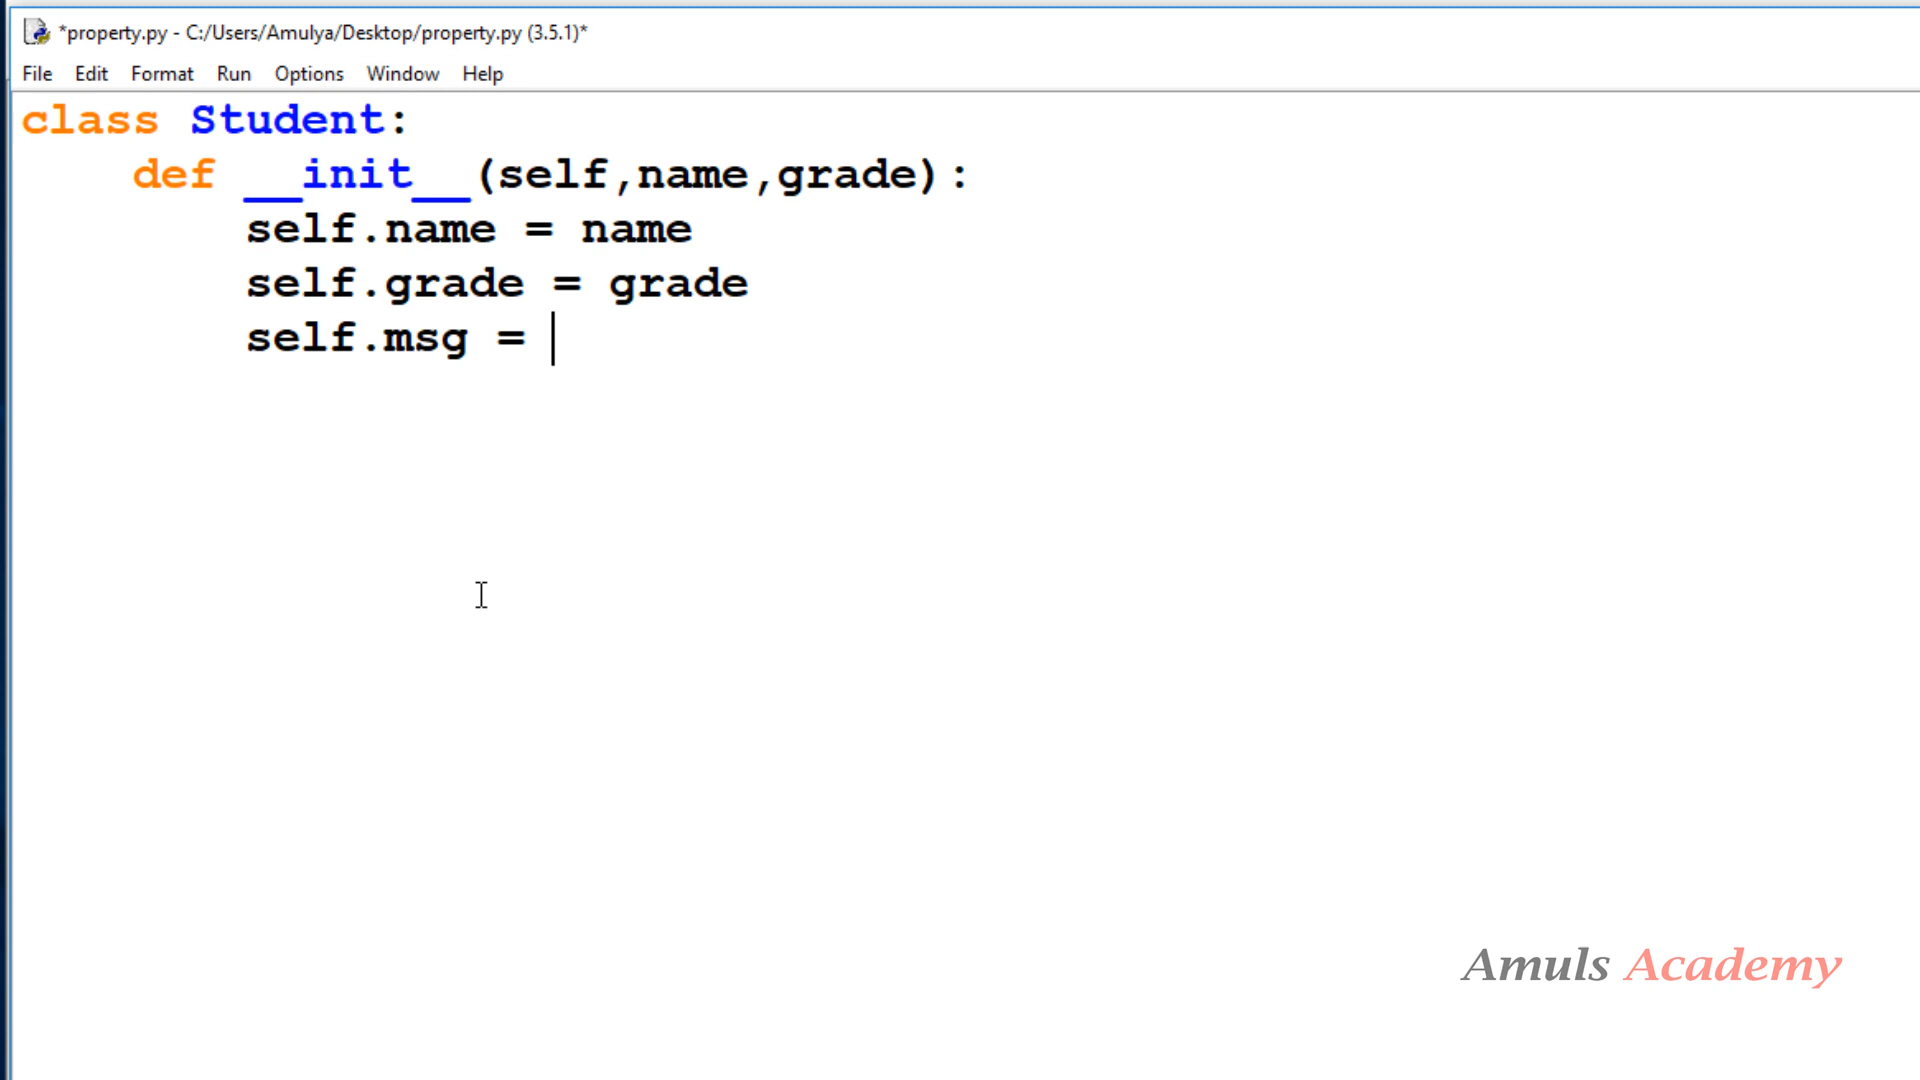 *property.py - C:/Users/Amulya/Desktop/property.py (3.5.1)*
File Edit Format Run Options Window Help
class Student:
    def __init__(self,name,grade):
        self.name = name
        self.grade = grade
        self.msg =
Amuls Academy